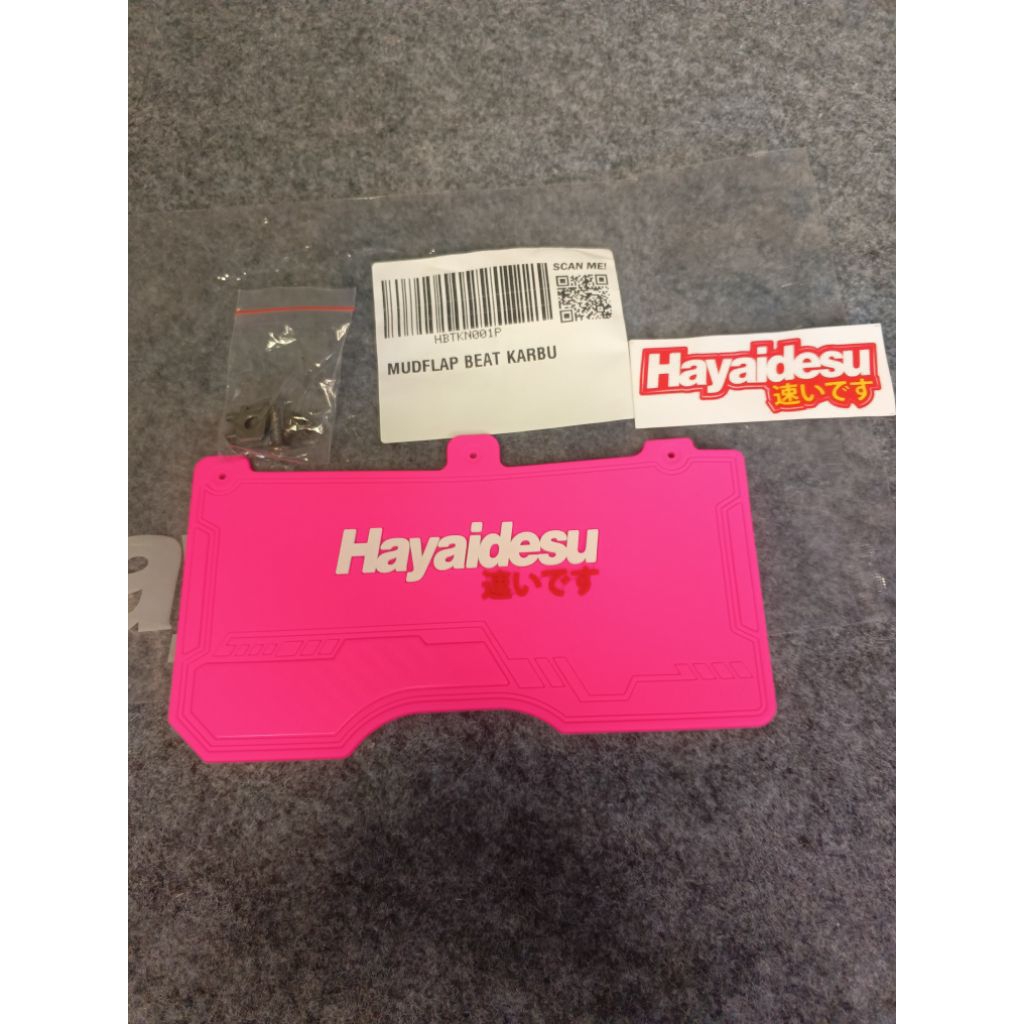 SCAN ME!
HBTKN001P
MUDFLAP BEAT KARBU
Hayaidesu
速いです
Hayaidesu
速いです
a